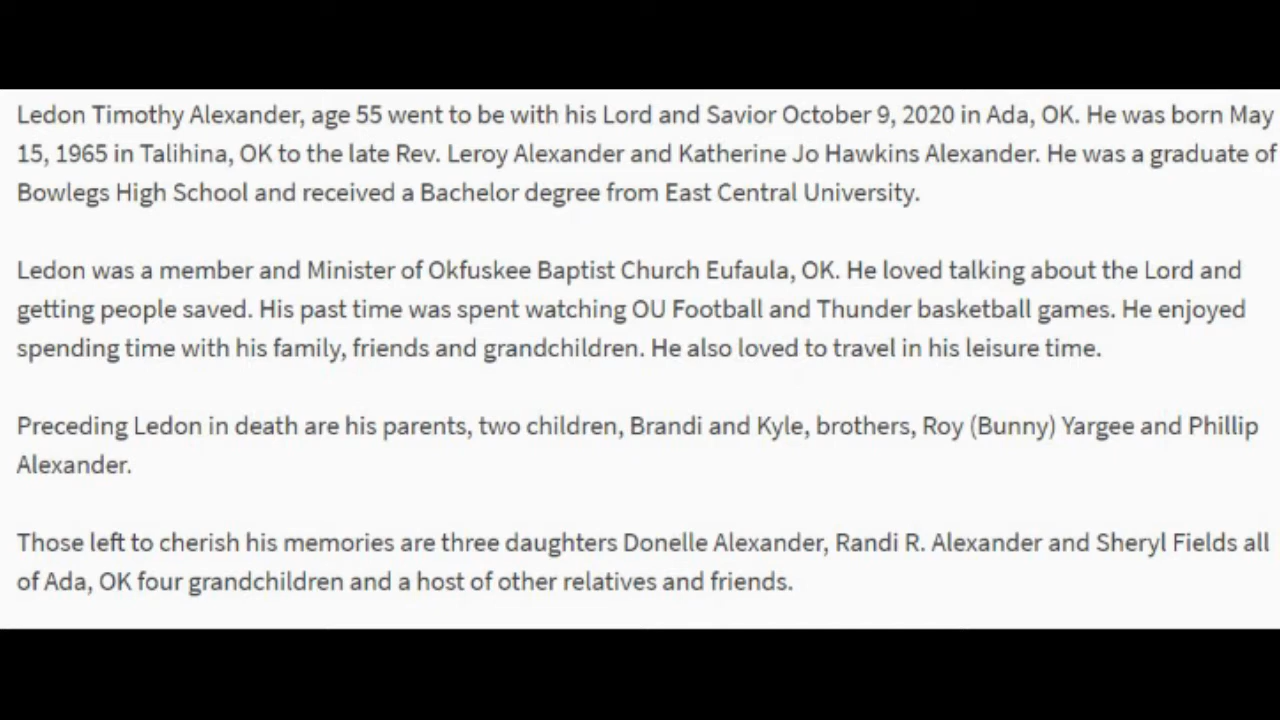 Ledon Timothy Alexander, age 55 went to be with his Lord and Savior October 9, 2020 in Ada, OK. He was born May
15, 1965 in Talihina, OK to the late Rev. Leroy Alexander and Katherine Jo Hawkins Alexander. He was a graduate of
Bowlegs High School and received a Bachelor degree from East Central University.
Ledon was a member and Minister of Okfuskee Baptist Church Eufaula, OK. He loved talking about the Lord and
getting people saved. His past time was spent watching OU Football and Thunder basketball games. He enjoyed
spending time with his family, friends and grandchildren. He also loved to travel in his leisure time.
Preceding Ledon in death are his parents, two children, Brandi and Kyle, brothers, Roy (Bunny) Yargee and Phillip
Alexander.
Those left to cherish his memories are three daughters Donelle Alexander, Randi R. Alexander and Sheryl Fields all
of Ada, OK four grandchildren and a host of other relatives and friends.